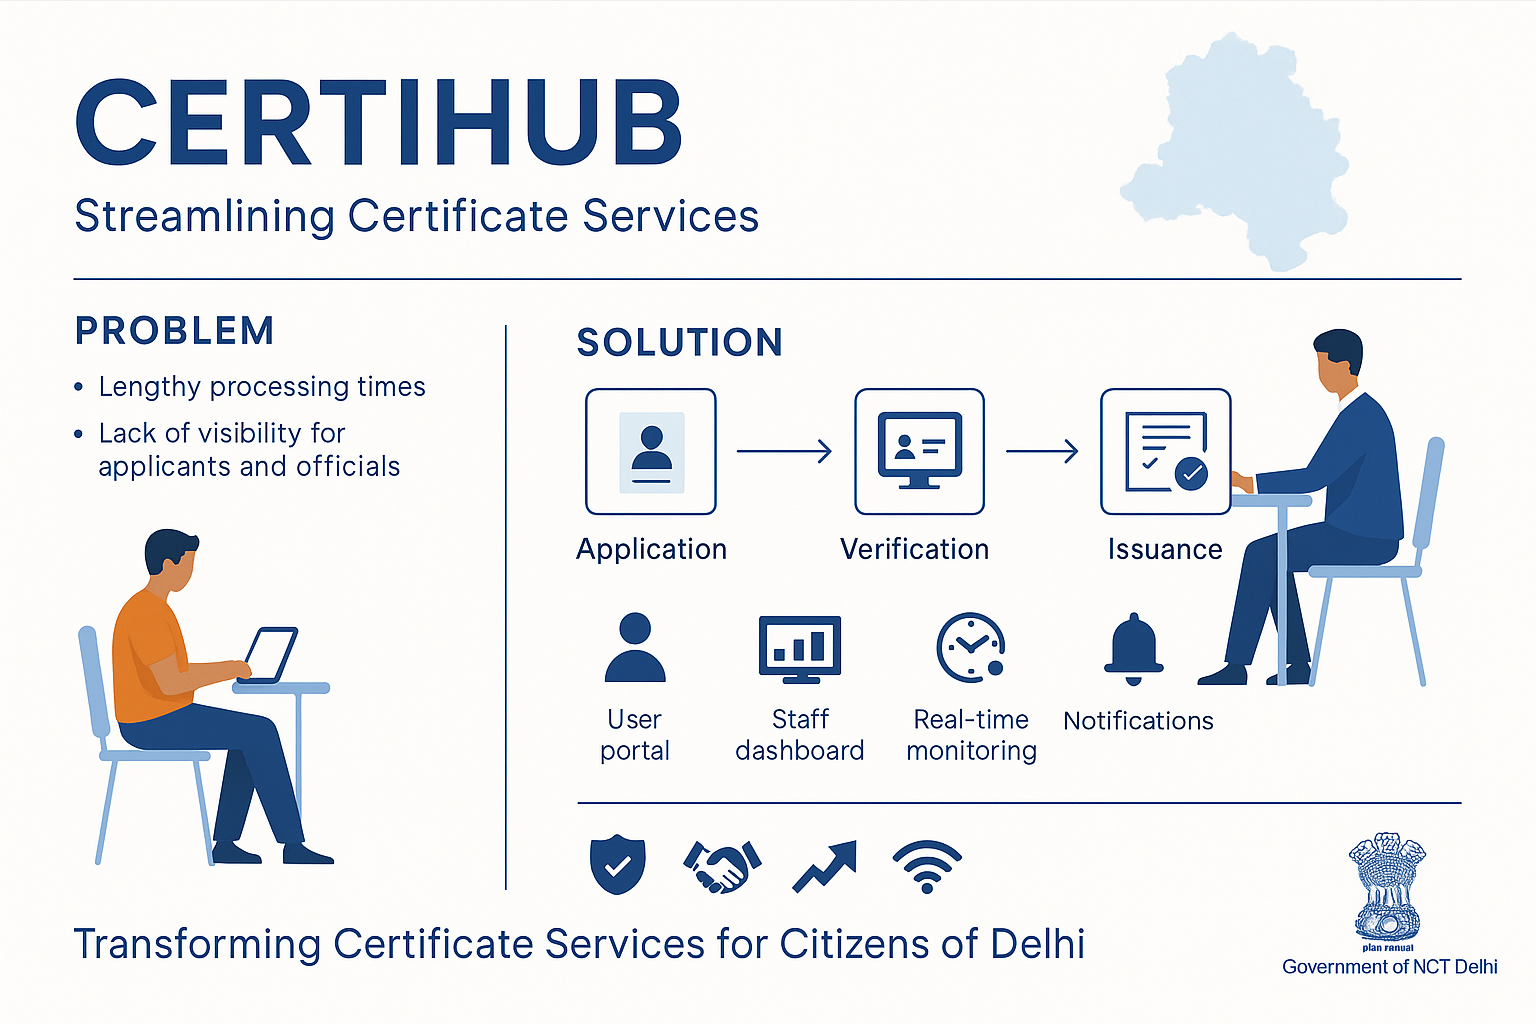 CERTIHUB
Streamlining Certificate Services
PROBLEM
• Lengthy processing times
• Lack of visibility for
applicants and officials
SOLUTION
Application
Verification
Issuance
User
portal
Staff
dashboard
Real-time
monitoring
Notifications
Transforming Certificate Services for Citizens of Delhi
plan ranual
Government of NCT Delhi